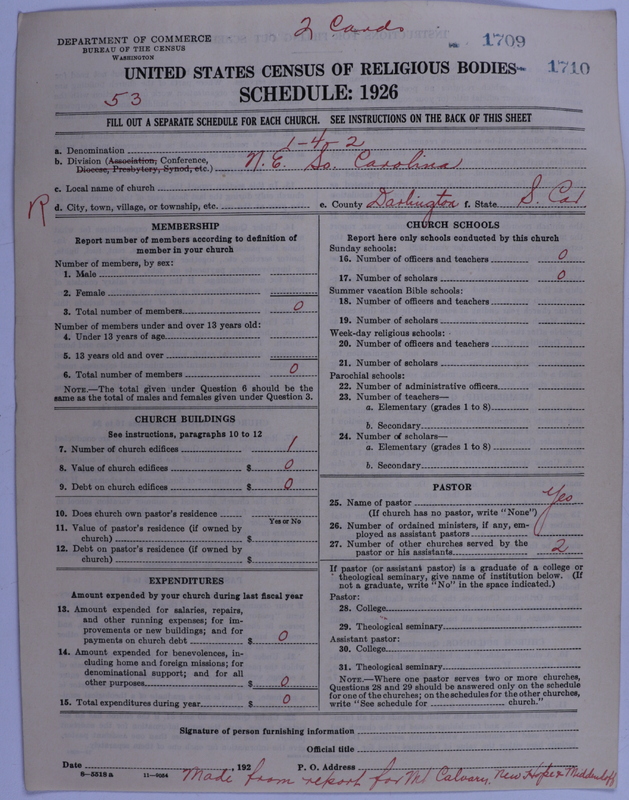 2 Cards
DEPARTMENT OF COMMERCE
BUREAU OF THE CENSUS
WASHINGTON
1709
1710
UNITED STATES CENSUS OF RELIGIOUS BODIES
53
SCHEDULE: 1926
FILL OUT A SEPARATE SCHEDULE FOR EACH CHURCH. SEE INSTRUCTIONS ON THE BACK OF THIS SHEET
a. Denomination 1-4-2
b. Division (Association, Conference, Diocese, Presbytery, Synod, etc.) N.E. So. Carolina
c. Local name of church
R
d. City, town, village, or township, etc. e. County Darlington f. State S. Car
MEMBERSHIP
Report number of members according to definition of
member in your church
Number of members, by sex:
1. Male
2. Female
3. Total number of members 0
Number of members under and over 13 years old:
4. Under 13 years of age
5. 13 years old and over
6. Total number of members 0
NOTE.—The total given under Question 6 should be the
same as the total of males and females given under Question 3.
CHURCH BUILDINGS
See instructions, paragraphs 10 to 12
7. Number of church edifices 1
8. Value of church edifices $ 0
9. Debt on church edifices $ 0
10. Does church own pastor's residence
Yes or No
11. Value of pastor's residence (if owned by
church) $
12. Debt on pastor's residence (if owned by
church) $
EXPENDITURES
Amount expended by your church during last fiscal year
13. Amount expended for salaries, repairs,
and other running expenses; for im-
provements or new buildings; and for
payments on church debt $ 0
14. Amount expended for benevolences, in-
cluding home and foreign missions; for
denominational support; and for all
other purposes $ 0
15. Total expenditures during year $ 0
CHURCH SCHOOLS
Report here only schools conducted by this church
Sunday schools:
16. Number of officers and teachers 0
17. Number of scholars 0
Summer vacation Bible schools:
18. Number of officers and teachers
19. Number of scholars
Week-day religious schools:
20. Number of officers and teachers
21. Number of scholars
Parochial schools:
22. Number of administrative officers
23. Number of teachers—
a. Elementary (grades 1 to 8)
b. Secondary
24. Number of scholars—
a. Elementary (grades 1 to 8)
b. Secondary
PASTOR
25. Name of pastor Yes
(If church has no pastor, write "None")
26. Number of ordained ministers, if any, em-
ployed as assistant pastors
27. Number of other churches served by the
pastor or his assistants 2
If pastor (or assistant pastor) is a graduate of a college or
theological seminary, give name of institution below. (If
not a graduate, write "No" in the space indicated.)
Pastor:
28. College
29. Theological seminary
Assistant pastor:
30. College
31. Theological seminary
NOTE.—Where one pastor serves two or more churches,
Questions 28 and 29 should be answered only on the schedule
for one of the churches; on the schedules for the other churches,
write "See schedule for church."
Signature of person furnishing information
Official title
Date , 192 P. O. Address
8-5518 a 11-9064 Made from report for Mt Calvary, New Hope &